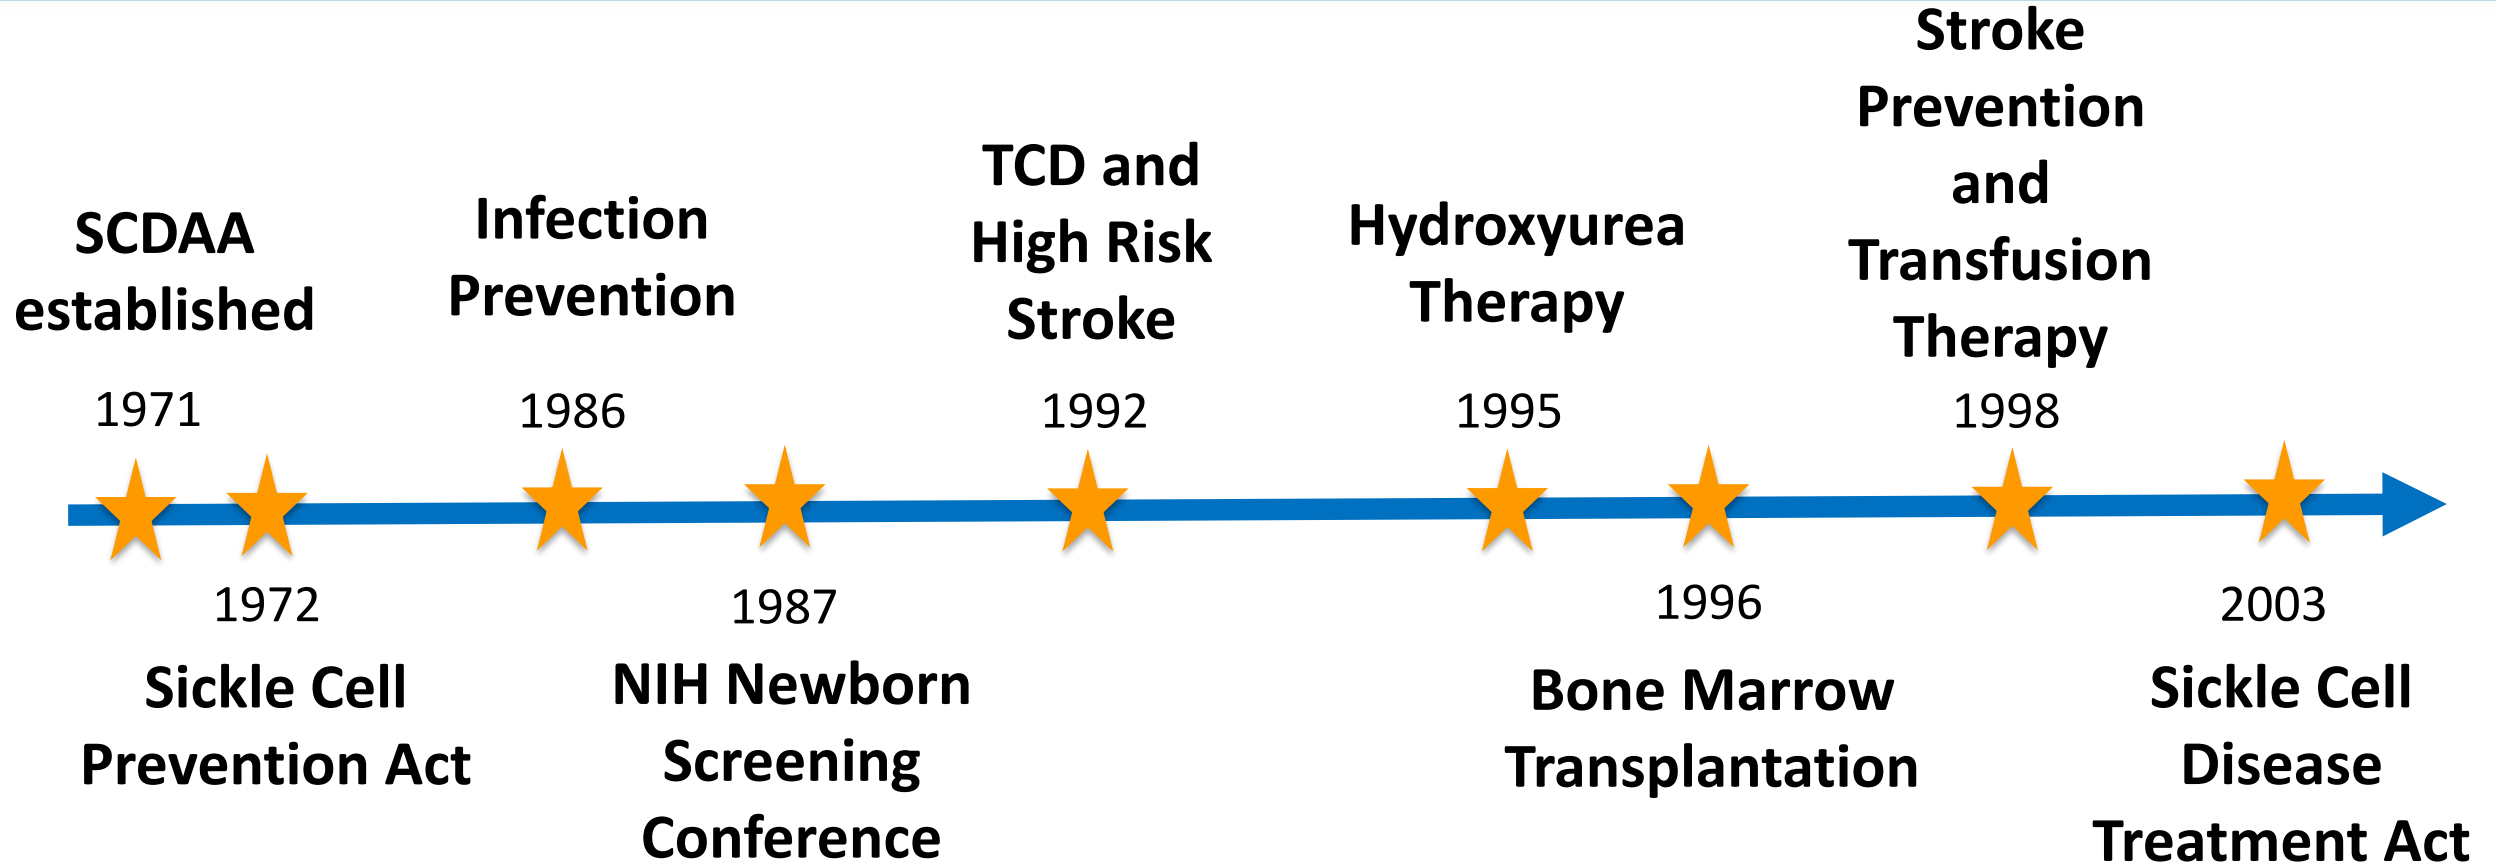 SCDAA
established
1971
1972
Sickle Cell
Prevention Act
Infection
Prevention
1986
1987
NIH Newborn
Screening
Conference
TCD and
High Risk
Stroke
1992
Hydroxyurea
Therapy
1995
1996
Bone Marrow
Transplantation
Stroke
Prevention
and
Transfusion
Therapy
1998
2003
Sickle Cell
Disease
Treatment Act